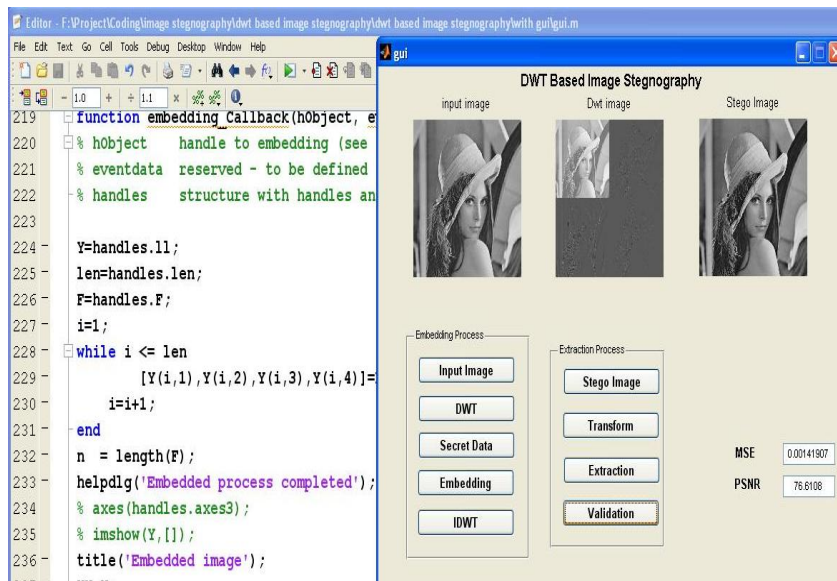 Editor - F:\Project\Coding\image stegnography\dwt based image stegnography\dwt based image stegnography\with gui\gui.m
File Edit Text Go Cell Tools Debug Desktop Window Help
- 1.0 + ÷ 1.1 ×
219 function embedding_Callback(hObject, e
220 % hObject handle to embedding (see
221 % eventdata reserved - to be defined
222 % handles structure with handles an
223
224 - Y=handles.ll;
225 - len=handles.len;
226 - F=handles.F;
227 - i=1;
228 - while i <= len
229 - [Y(i,1),Y(i,2),Y(i,3),Y(i,4)]=
230 - i=i+1;
231 - end
232 - n = length(F);
233 - helpdlg('Embedded process completed');
234 % axes(handles.axes3);
235 % imshow(Y,[]);
236 - title('Embedded image');
gui
DWT Based Image Stegnography
input image
Dwt image
Stego Image
Embedding Process
Input Image
DWT
Secret Data
Embedding
IDWT
Extraction Process
Stego Image
Transform
Extraction
Validation
MSE 0.00141907
PSNR 76.6108